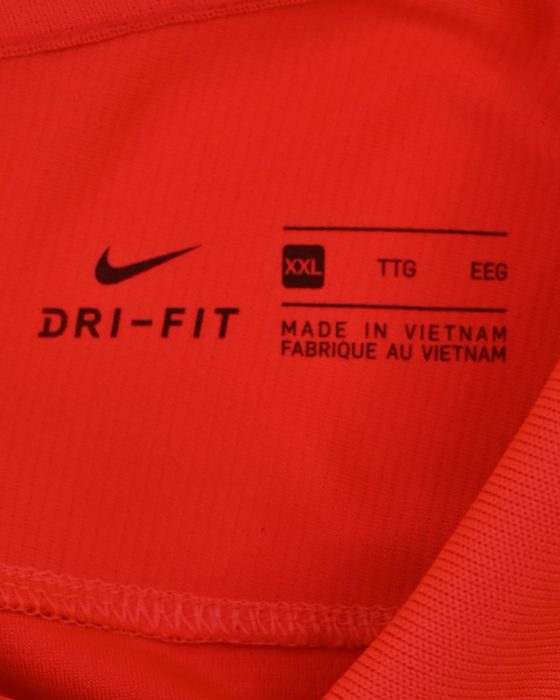 DRI-FIT
XXL TTG EEG
MADE IN VIETNAM
FABRIQUE AU VIETNAM